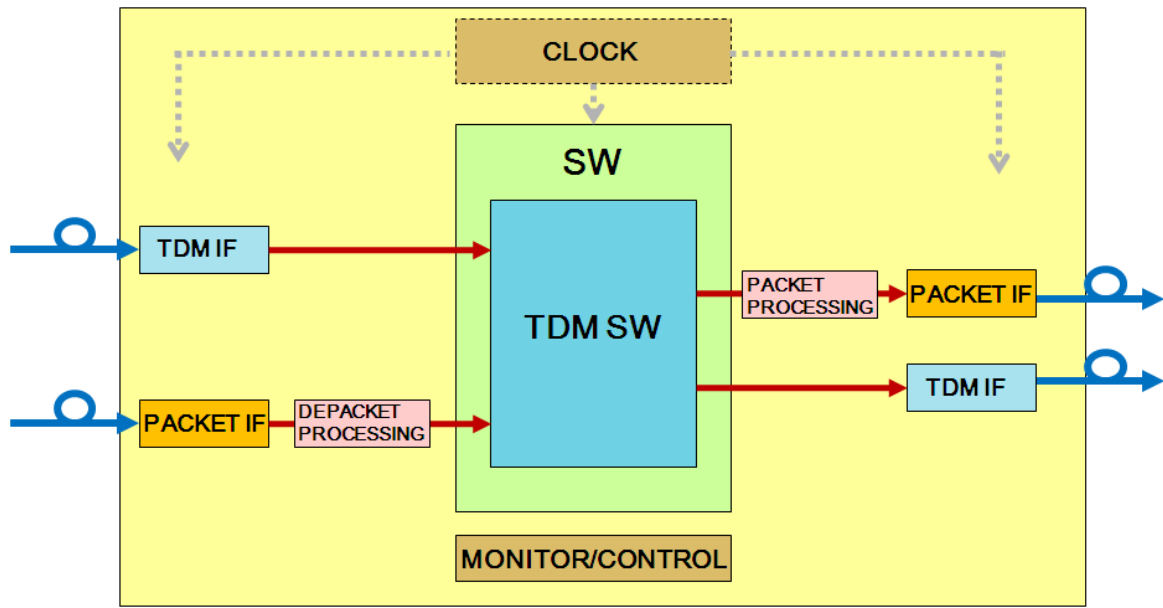 CLOCK
SW
TDM IF
TDM SW
PACKET
PROCESSING
PACKET IF
TDM IF
PACKET IF
DEPACKET
PROCESSING
MONITOR/CONTROL